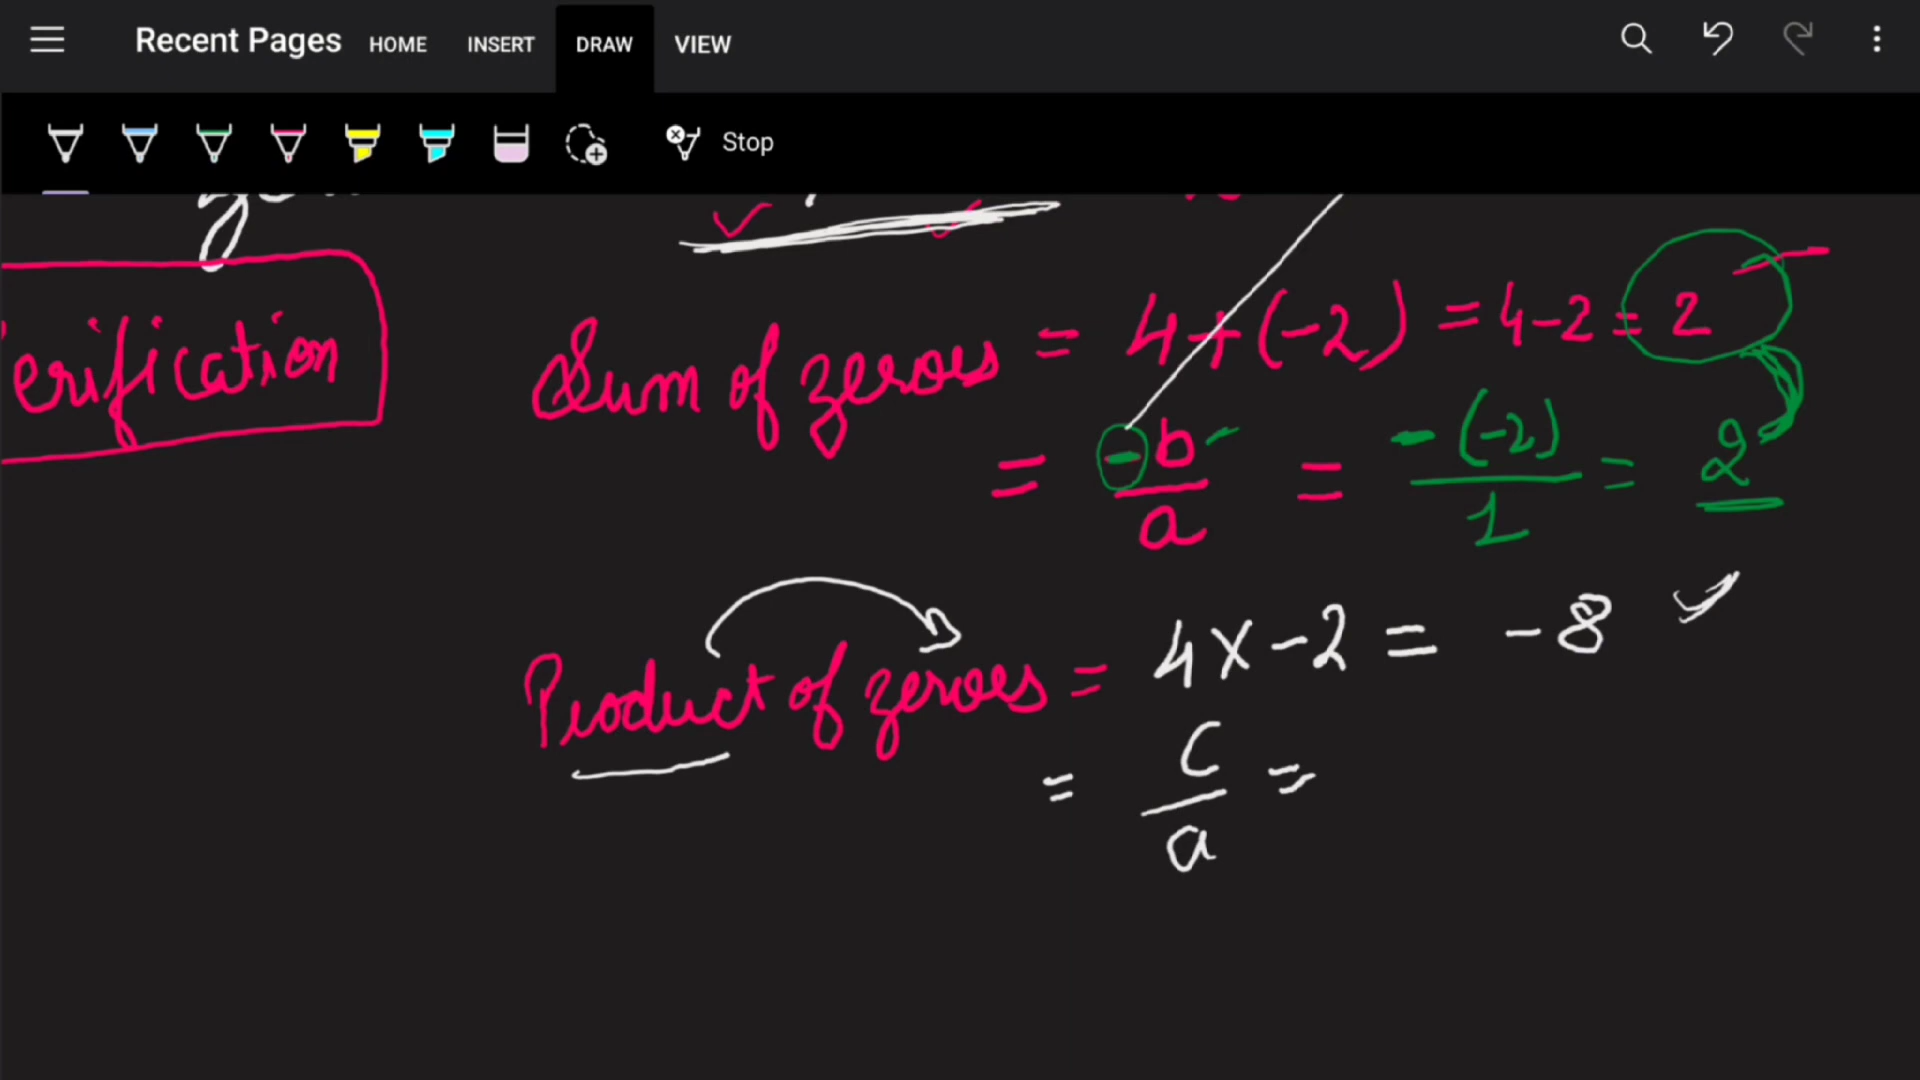 Recent Pages HOME INSERT DRAW VIEW
Stop
erification
Sum of zeroes = 4+(-2) = 4-2 = 2
= -b/a = -(-2)/1 = 2
Product of zeroes = 4x-2 = -8
= c/a =